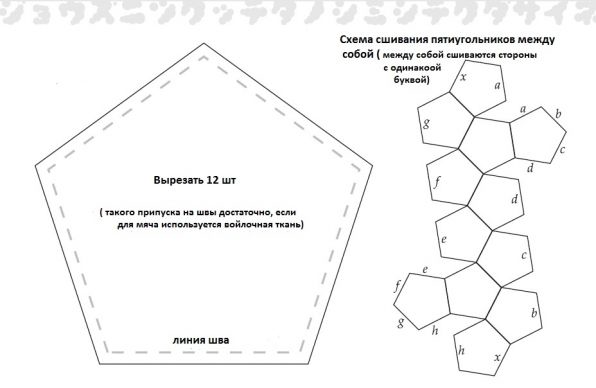 Схема сшивания пятиугольников между
собой ( между собой сшиваются стороны
с одинакоой
буквой)
Вырезать 12 шт
( такого припуска на швы достаточно, если
для мяча используется войлочная ткань)
линия шва
x
a
a
b
g
c
d
f
d
e
c
e
f
b
g
h
h
x